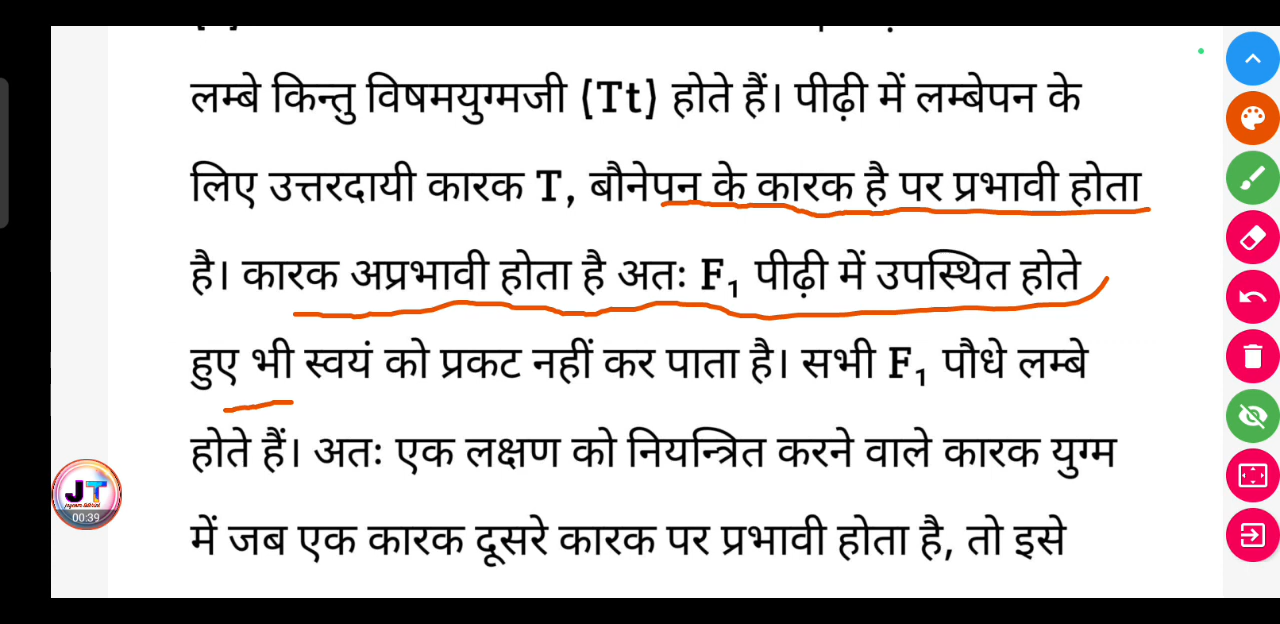 लम्बे किन्तु विषमयुग्मजी (Tt) होते हैं। पीढ़ी में लम्बेपन के
लिए उत्तरदायी कारक T, बौनेपन के कारक है पर प्रभावी होता
है। कारक अप्रभावी होता है अतः F₁ पीढ़ी में उपस्थित होते
हुए भी स्वयं को प्रकट नहीं कर पाता है। सभी F₁ पौधे लम्बे
होते हैं। अतः एक लक्षण को नियन्त्रित करने वाले कारक युग्म
JT
00:39
में जब एक कारक दूसरे कारक पर प्रभावी होता है, तो इसे